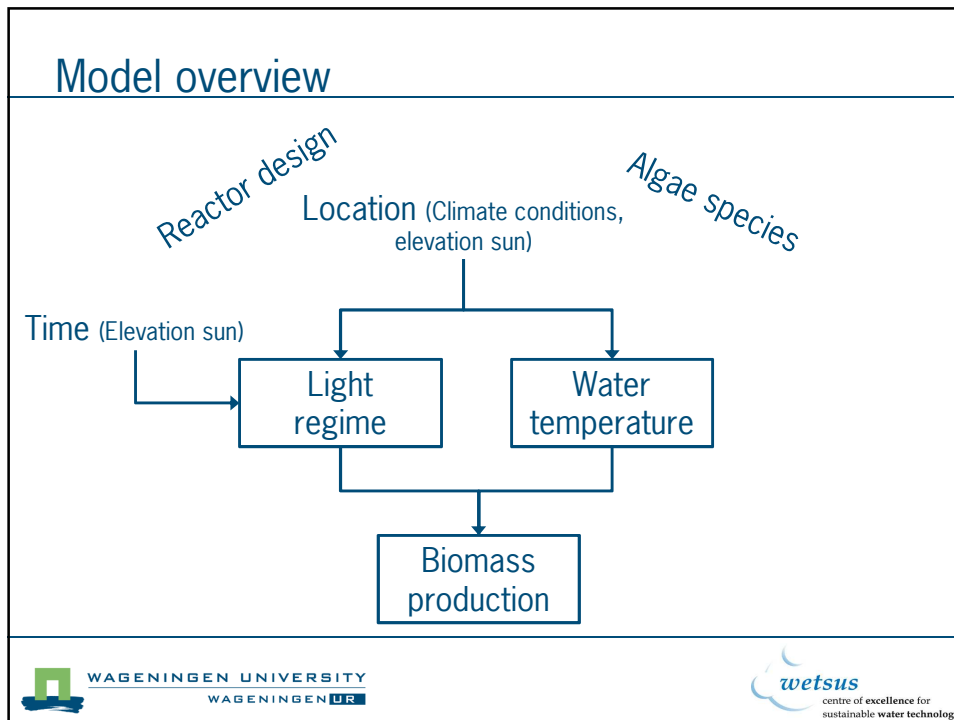 Model overview
Reactor design
Algae species
Location (Climate conditions,
elevation sun)
Time (Elevation sun)
Light
regime
Water
temperature
Biomass
production
WAGENINGEN UNIVERSITY
WAGENINGEN UR
wetsus
centre of excellence for
sustainable water technolog